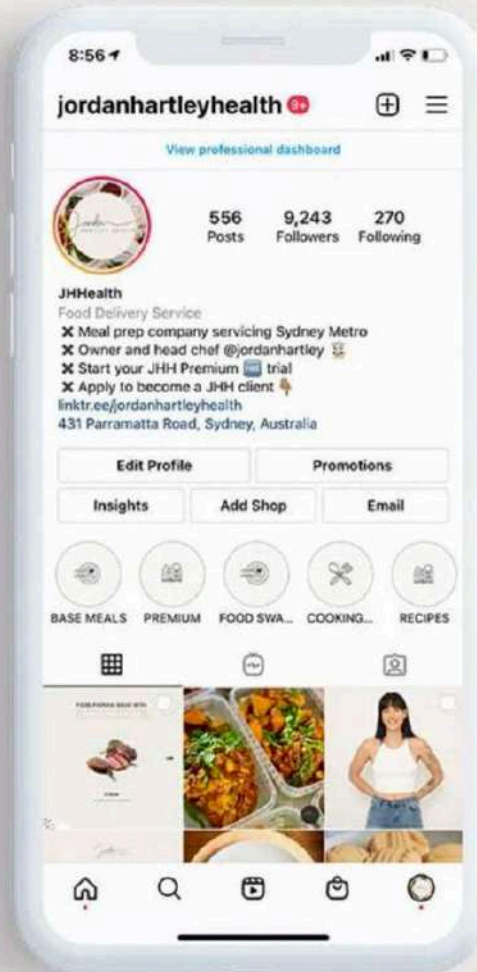 8:56
jordanhartleyhealth 9+
View professional dashboard
Jordan
556 9,243 270
Posts Followers Following
JHHealth
Food Delivery Service
✕ Meal prep company servicing Sydney Metro
✕ Owner and head chef @jordanhartley
✕ Start your JHH Premium 🆓 trial
✕ Apply to become a JHH client
linktr.ee/jordanhartleyhealth
431 Parramatta Road, Sydney, Australia
Edit Profile Promotions
Insights Add Shop Email
BASE MEALS PREMIUM FOOD SWA... COOKING... RECIPES